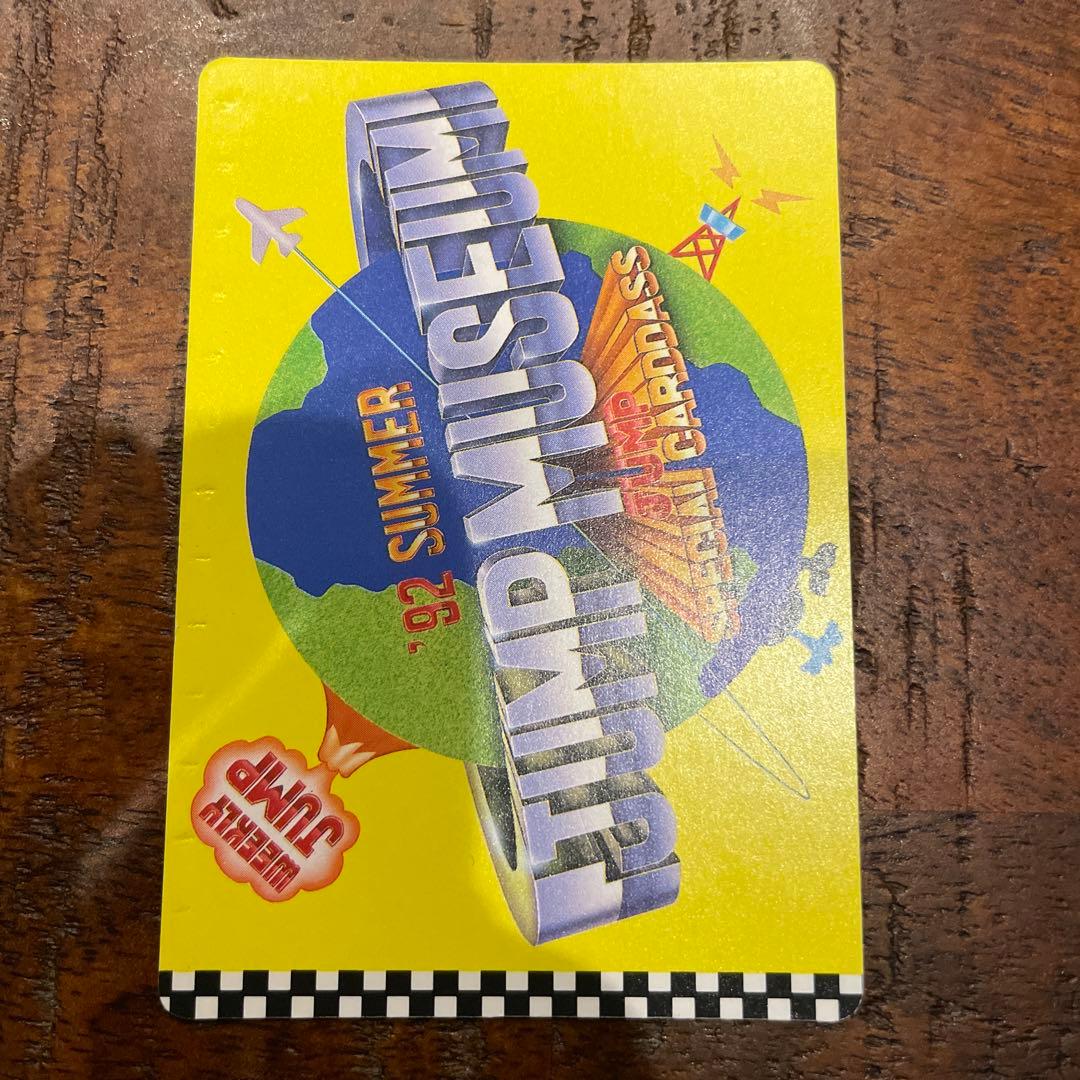 '92 SUMMER
JUMP MUSEUM
JUMP
SPECIAL CARDDASS
WEEKLY
JUMP